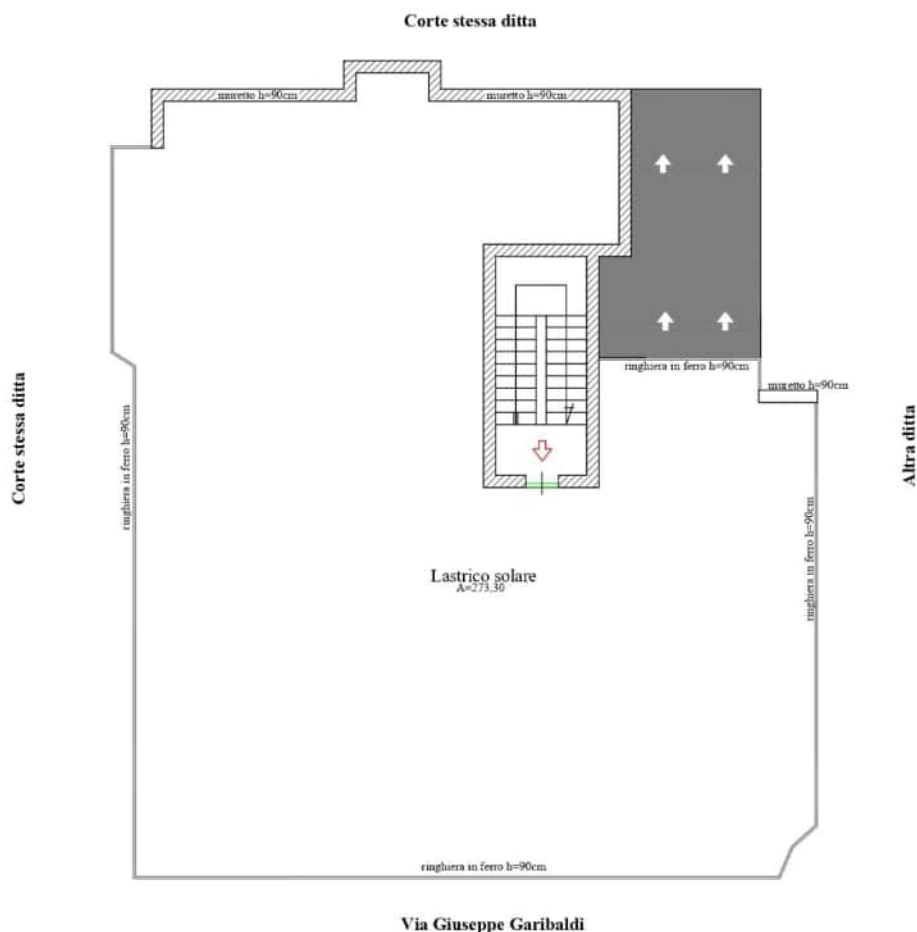 Corte stessa ditta
muretto h=90cm
muretto h=90cm
ringhiera in ferro h=90cm
muretto h=90cm
Corte stessa ditta
ringhiera in ferro h=90cm
Altra ditta
ringhiera in ferro h=90cm
Lastrico solare
A=273,30
ringhiera in ferro h=90cm
Via Giuseppe Garibaldi